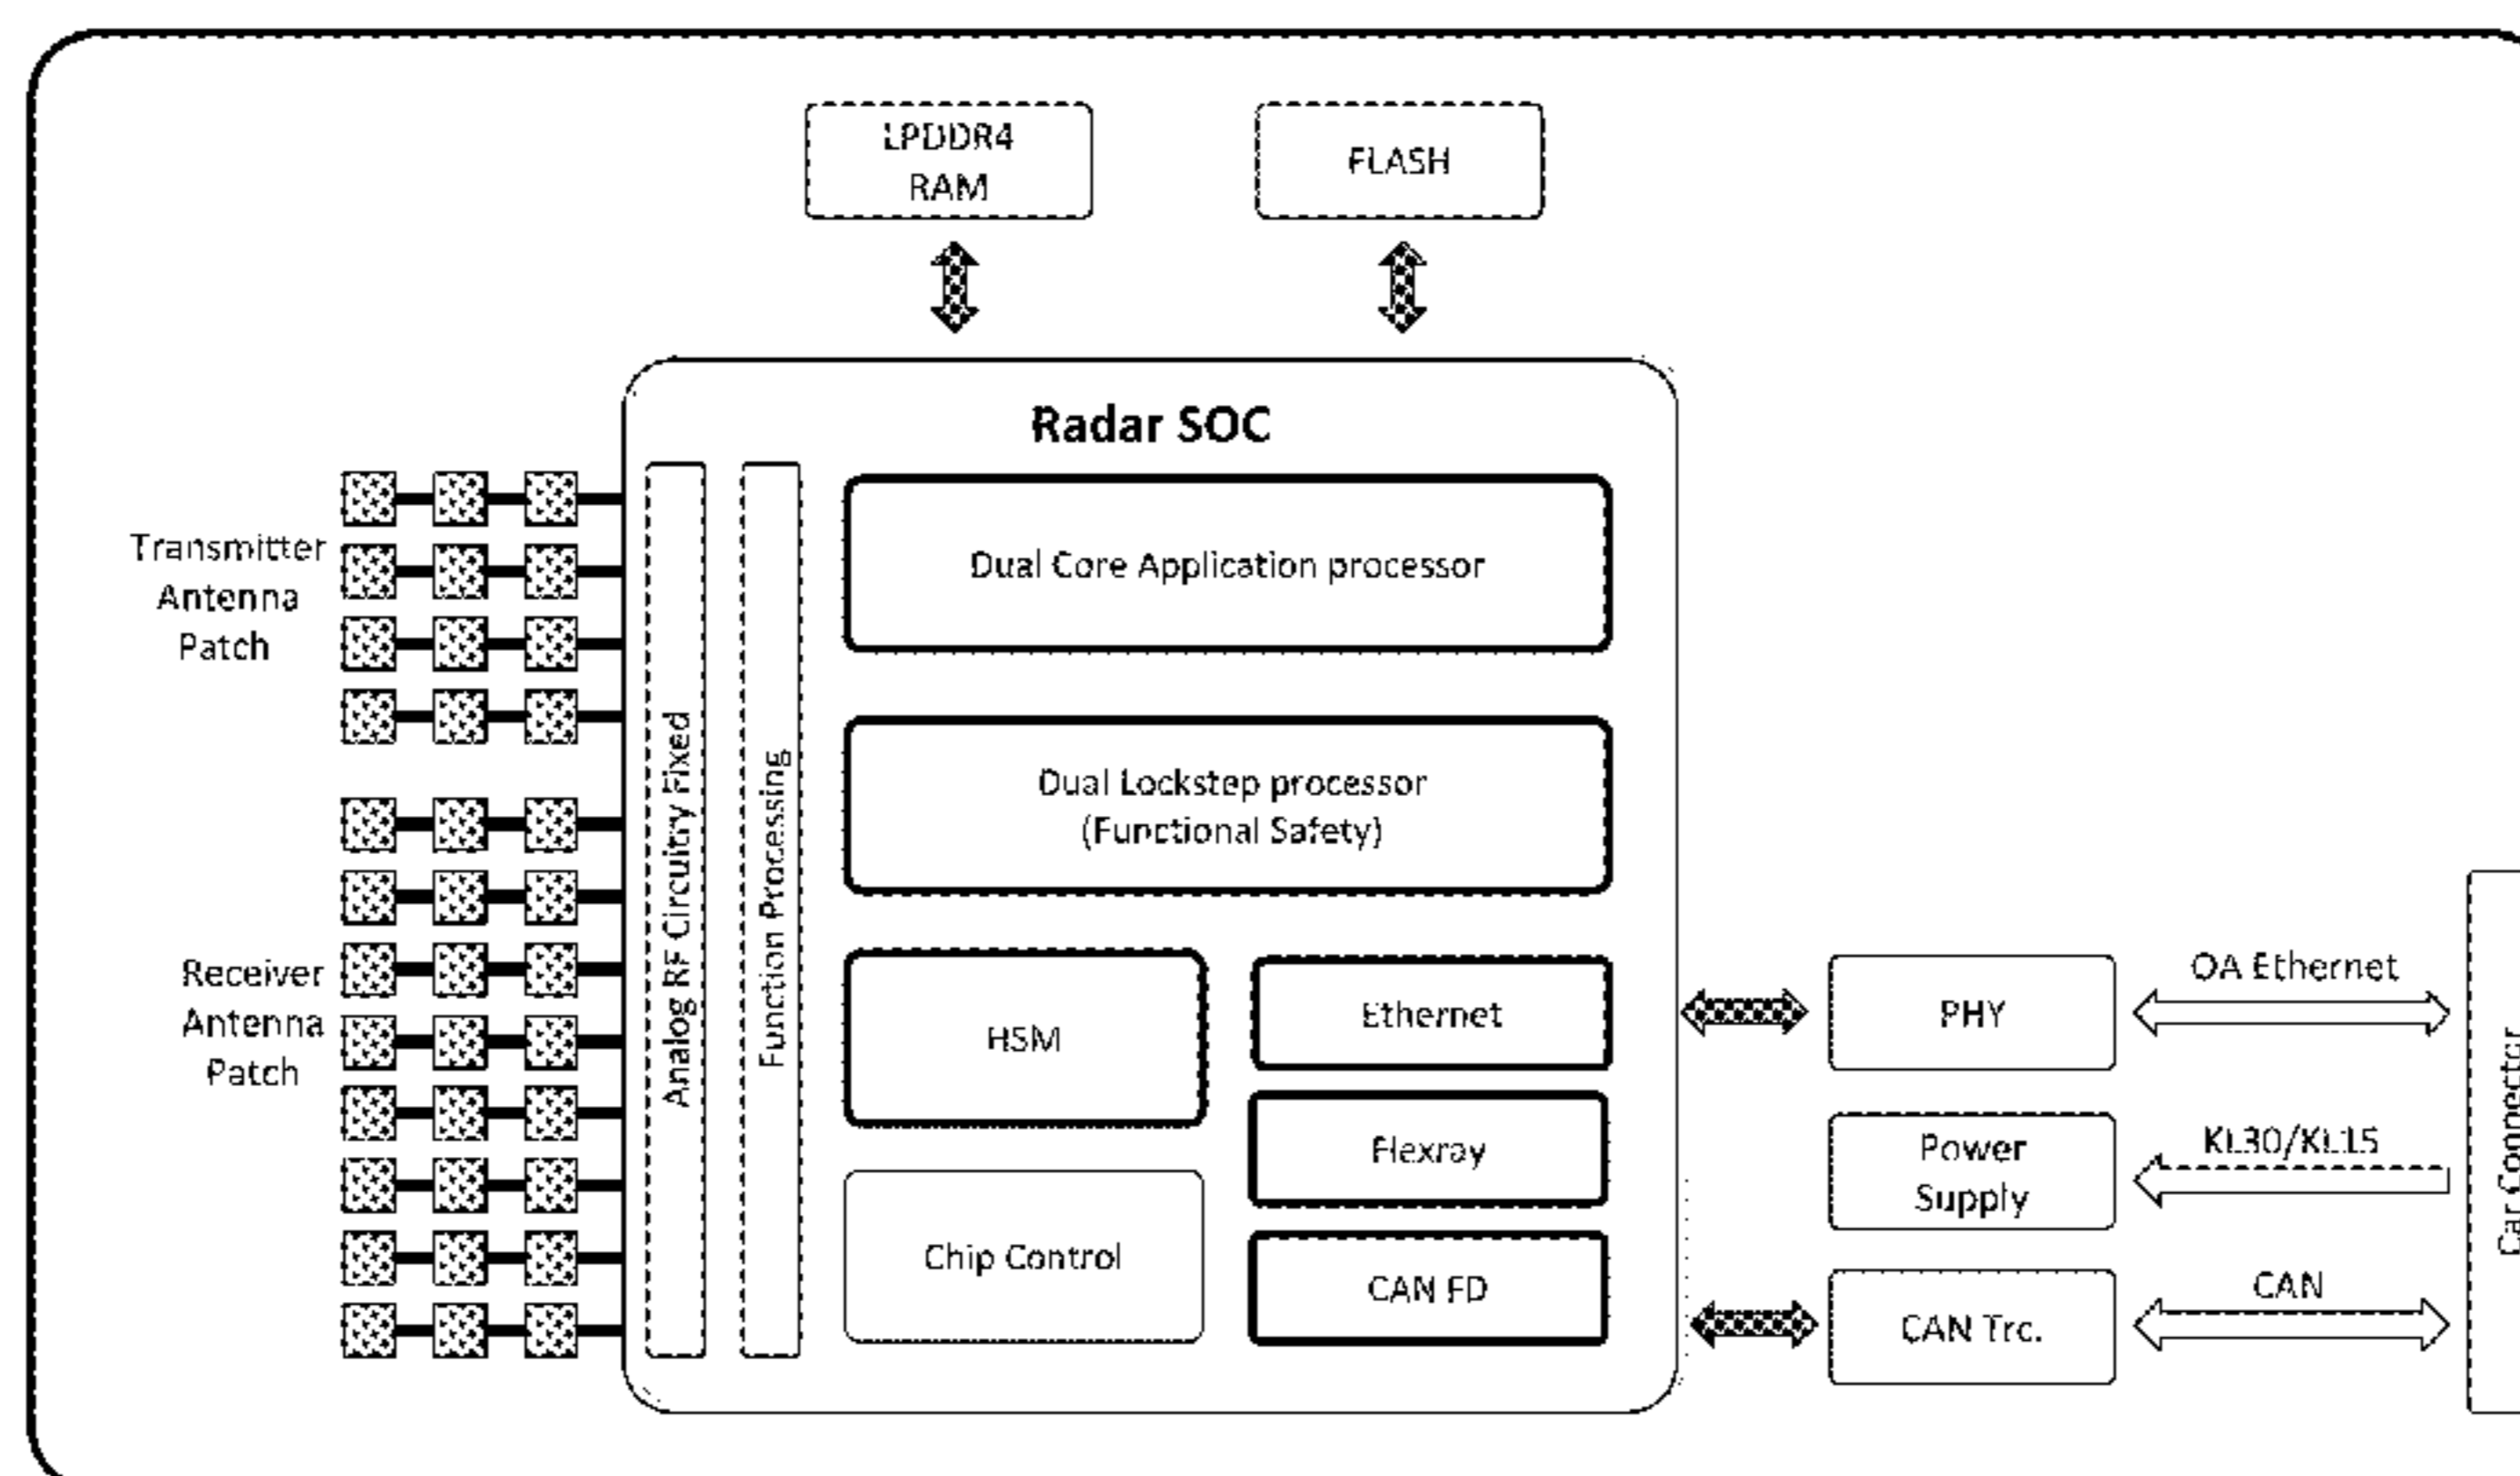 LPDDR4
RAM
FLASH
Radar SOC
Transmitter
Antenna
Patch
Receiver
Antenna
Patch
Analog RF Circuitry Fixed
Function Processing
Dual Core Application processor
Dual Lockstep processor
(Functional Safety)
HSM
Chip Control
Ethernet
Flexray
CAN FD
PHY
Power
Supply
CAN Trc.
OA Ethernet
KL30/KL15
CAN
Car Connector